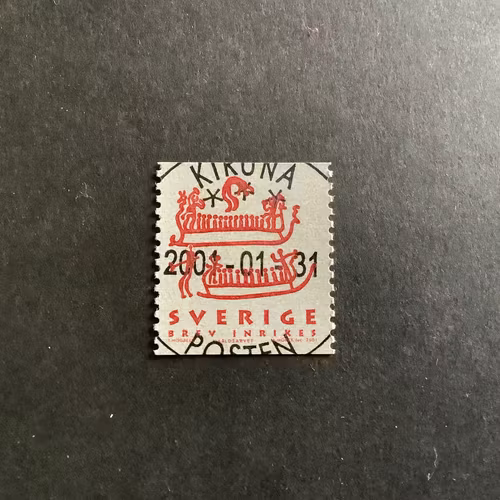 KIRUNA
2001-01-31
SVERIGE
BREV INRIKES
POSTEN